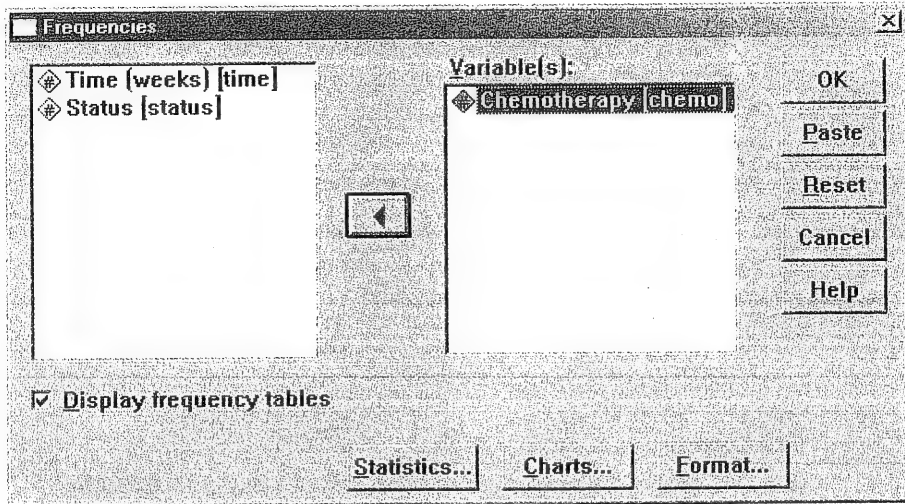 Frequencies
Time (weeks) [time]
Status [status]
Variable(s):
Chemotherapy [chemo]
OK
Paste
Reset
Cancel
Help
Display frequency tables
Statistics...
Charts...
Format...